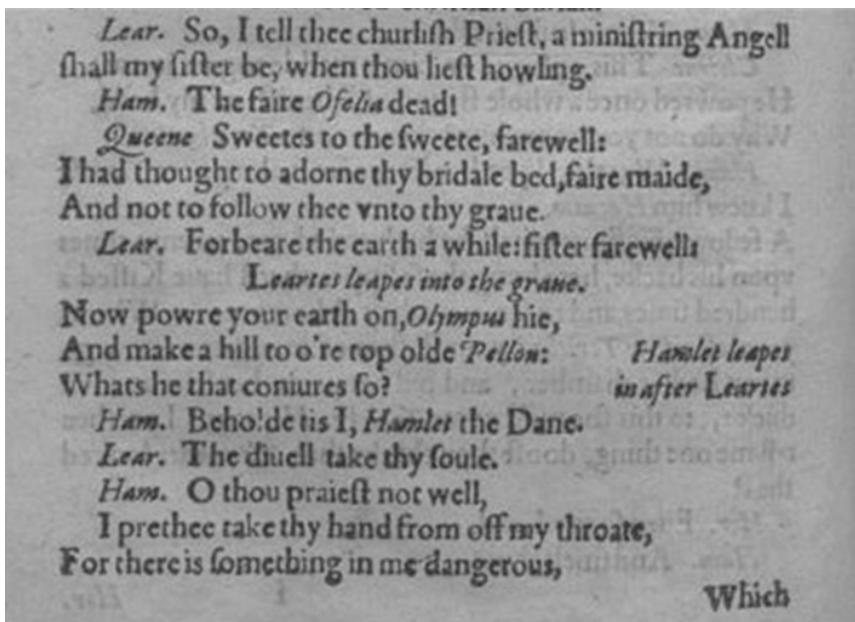 Lear. So, I tell thee churlish Priest, a ministring Angell
shall my sister be, when thou liest howling.
Ham. The faire Ofelia dead!
Queene Sweetes to the sweete, farewell:
I had thought to adorne thy bridale bed, faire maide,
And not to follow thee vnto thy graue.
Lear. Forbeare the earth a while: sister farewell:
Leartes leapes into the graue.
Now powre your earth on, Olympus hie,
And make a hill to o're top olde Pellon: Hamlet leapes
Whats he that coniures so? in after Leartes
Ham. Beholde tis I, Hamlet the Dane.
Lear. The diuell take thy soule.
Ham. O thou praiest not well,
I prethee take thy hand from off my throate,
For there is something in me dangerous,
Which